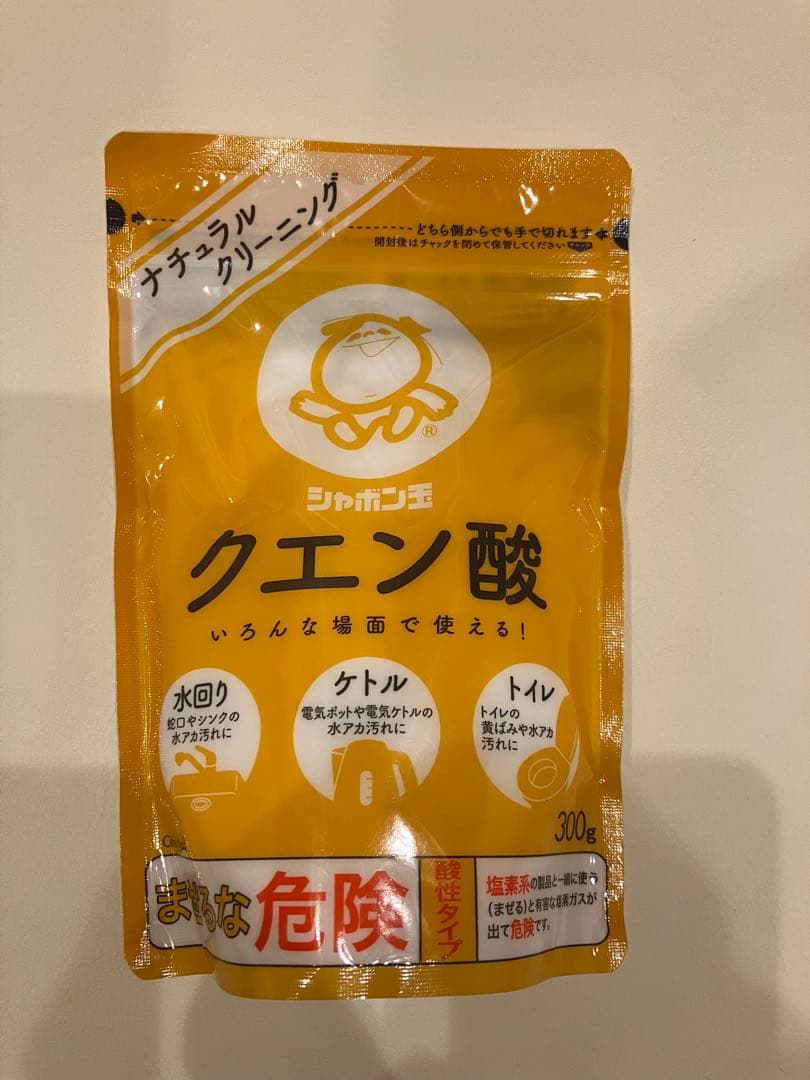 ナチュラル
クリーニング
どちら側からでも手で切れます
開封後はチャックを閉めて保管してください
®
シャボン玉
クエン酸
いろんな場面で使える!
水回り
蛇口やシンクの
水アカ汚れに
ケトル
電気ポットや電気ケトルの
水アカ汚れに
トイレ
トイレの
黄ばみや水アカ
汚れに
300g
まぜるな
危険
酸性タイプ
塩素系の製品と一緒に使う
(まぜる)と有害な塩素ガスが
出て危険です。